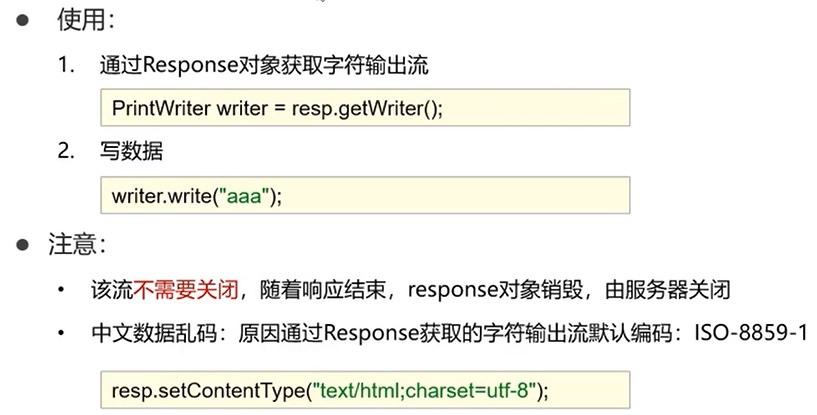 ● 使用：
1. 通过Response对象获取字符输出流
PrintWriter writer = resp.getWriter();
2. 写数据
writer.write("aaa");
● 注意：
• 该流不需要关闭，随着响应结束，response对象销毁，由服务器关闭
• 中文数据乱码：原因通过Response获取的字符输出流默认编码：ISO-8859-1
resp.setContentType("text/html;charset=utf-8");